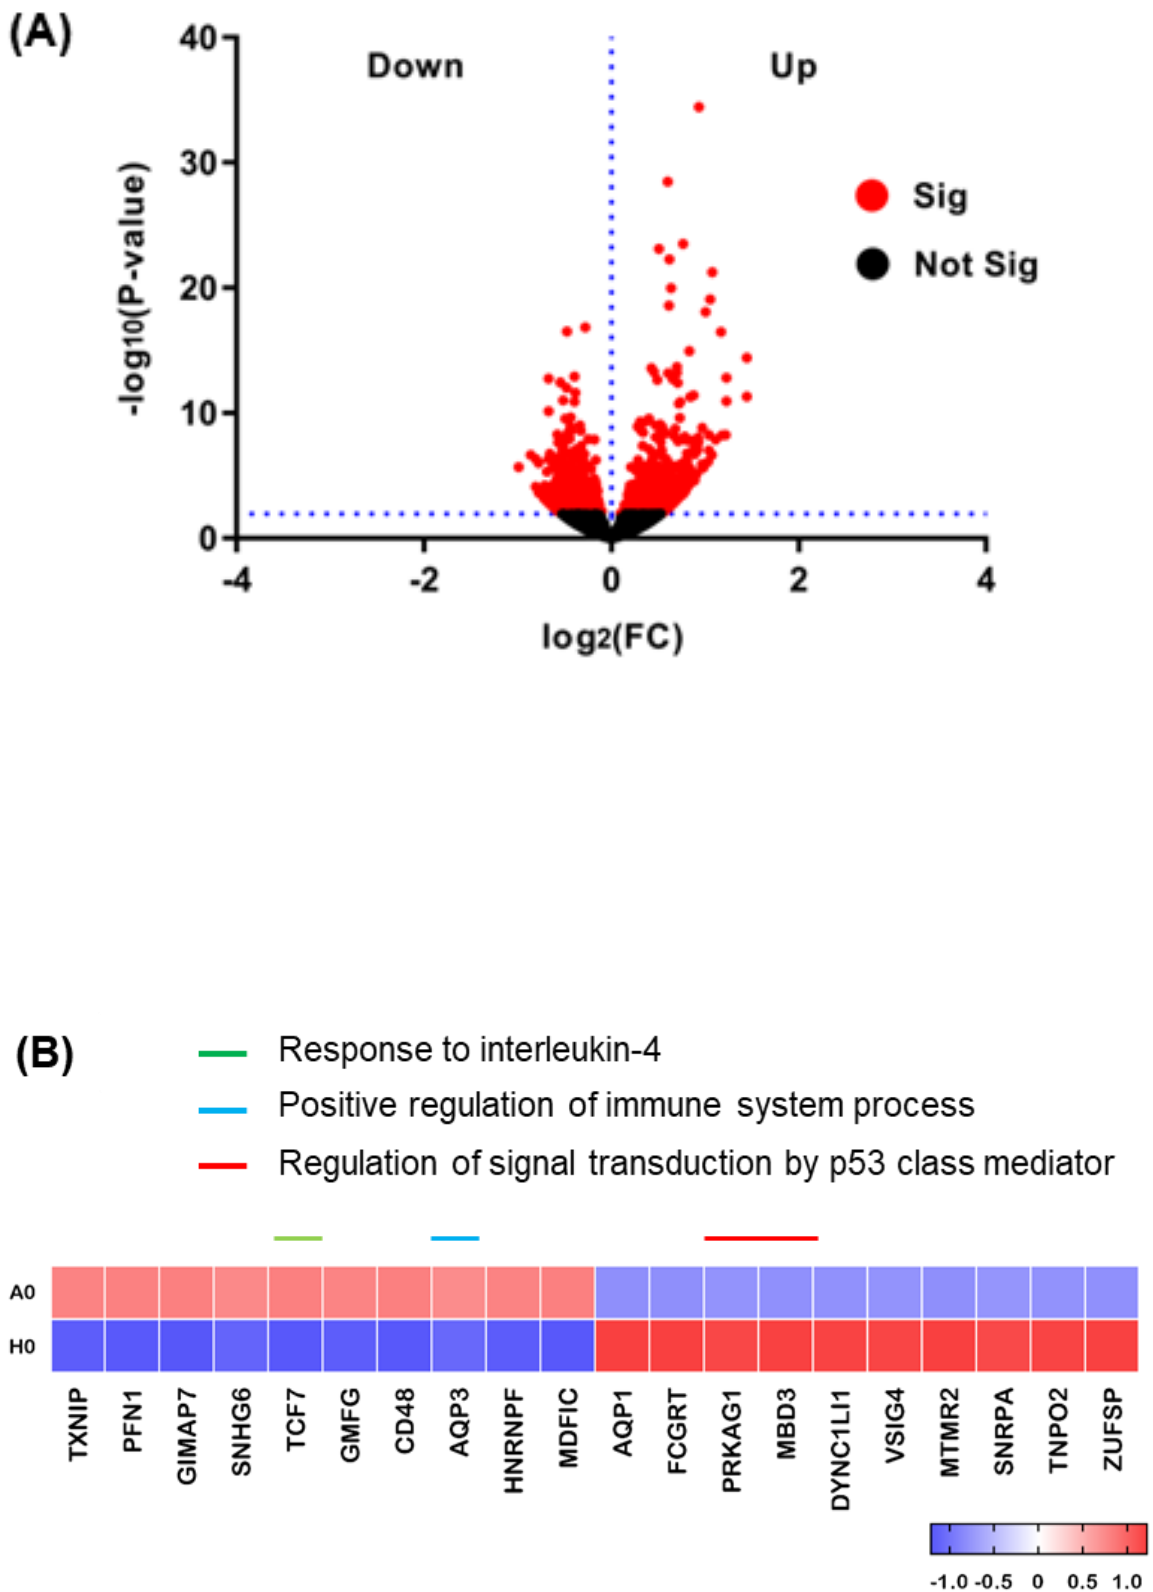 (A)
40
30
20
10
0
-log10(P-value)
Down
Up
Sig
Not Sig
-4
-2
0
2
4
log2(FC)
(B)
Response to interleukin-4
Positive regulation of immune system process
Regulation of signal transduction by p53 class mediator
A0
H0
TXNIP
PFN1
GIMAP7
SNHG6
TCF7
GMFG
CD48
AQP3
HNRNPF
MDFIC
AQP1
FCGRT
PRKAG1
MBD3
DYNC1LI1
VSIG4
MTMR2
SNRPA
TNPO2
ZUFSP
-1.0 -0.5 0 0.5 1.0